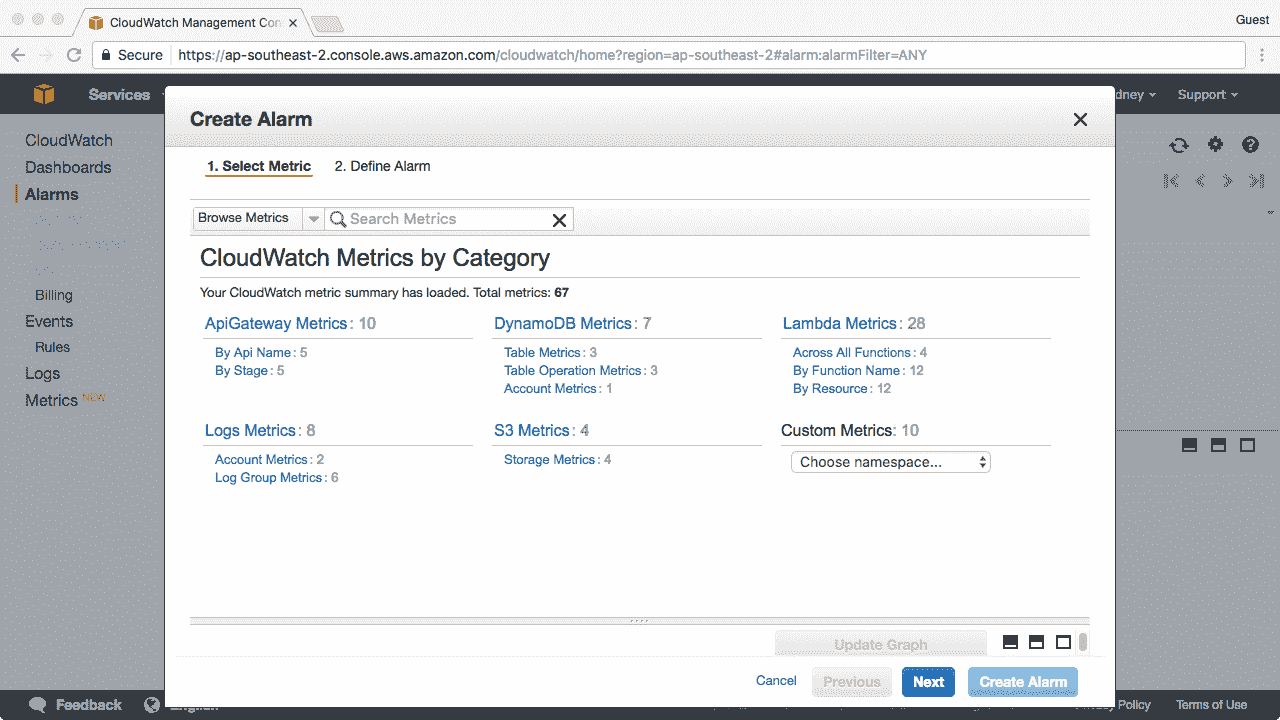 CloudWatch Management Con
Guest
Secure https://ap-southeast-2.console.aws.amazon.com/cloudwatch/home?region=ap-southeast-2#alarm:alarmFilter=ANY
Services
Support
Create Alarm
1. Select Metric 2. Define Alarm
CloudWatch
Dashboards
Alarms
Billing
Events
Rules
Logs
Metrics NEW
Browse Metrics Search Metrics
CloudWatch Metrics by Category
Your CloudWatch metric summary has loaded. Total metrics: 67
ApiGateway Metrics: 10
By Api Name: 5
By Stage: 5
DynamoDB Metrics: 7
Table Metrics: 3
Table Operation Metrics: 3
Account Metrics: 1
Lambda Metrics: 28
Across All Functions: 4
By Function Name: 12
By Resource: 12
Logs Metrics: 8
Account Metrics: 2
Log Group Metrics: 6
S3 Metrics: 4
Storage Metrics: 4
Custom Metrics: 10
Choose namespace...
Update Graph
Cancel Previous Next Create Alarm
Feedback Policy Terms of Use